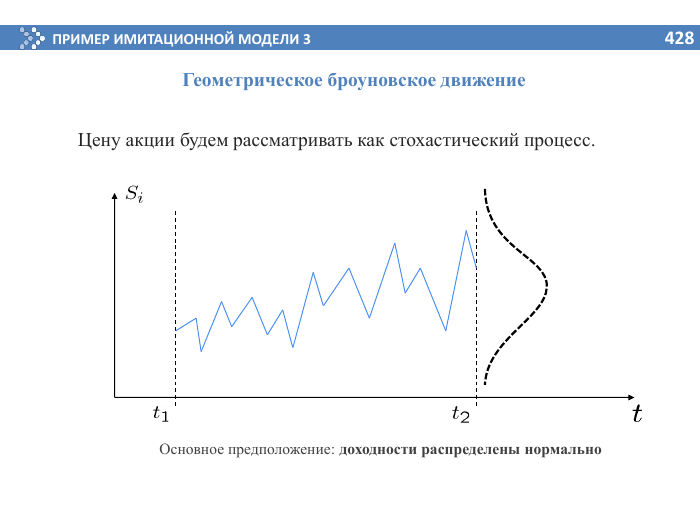 ПРИМЕР ИМИТАЦИОННОЙ МОДЕЛИ 3
428
Геометрическое броуновское движение
Цену акции будем рассматривать как стохастический процесс.
S_i
t_1
t_2
t
Основное предположение: доходности распределены нормально